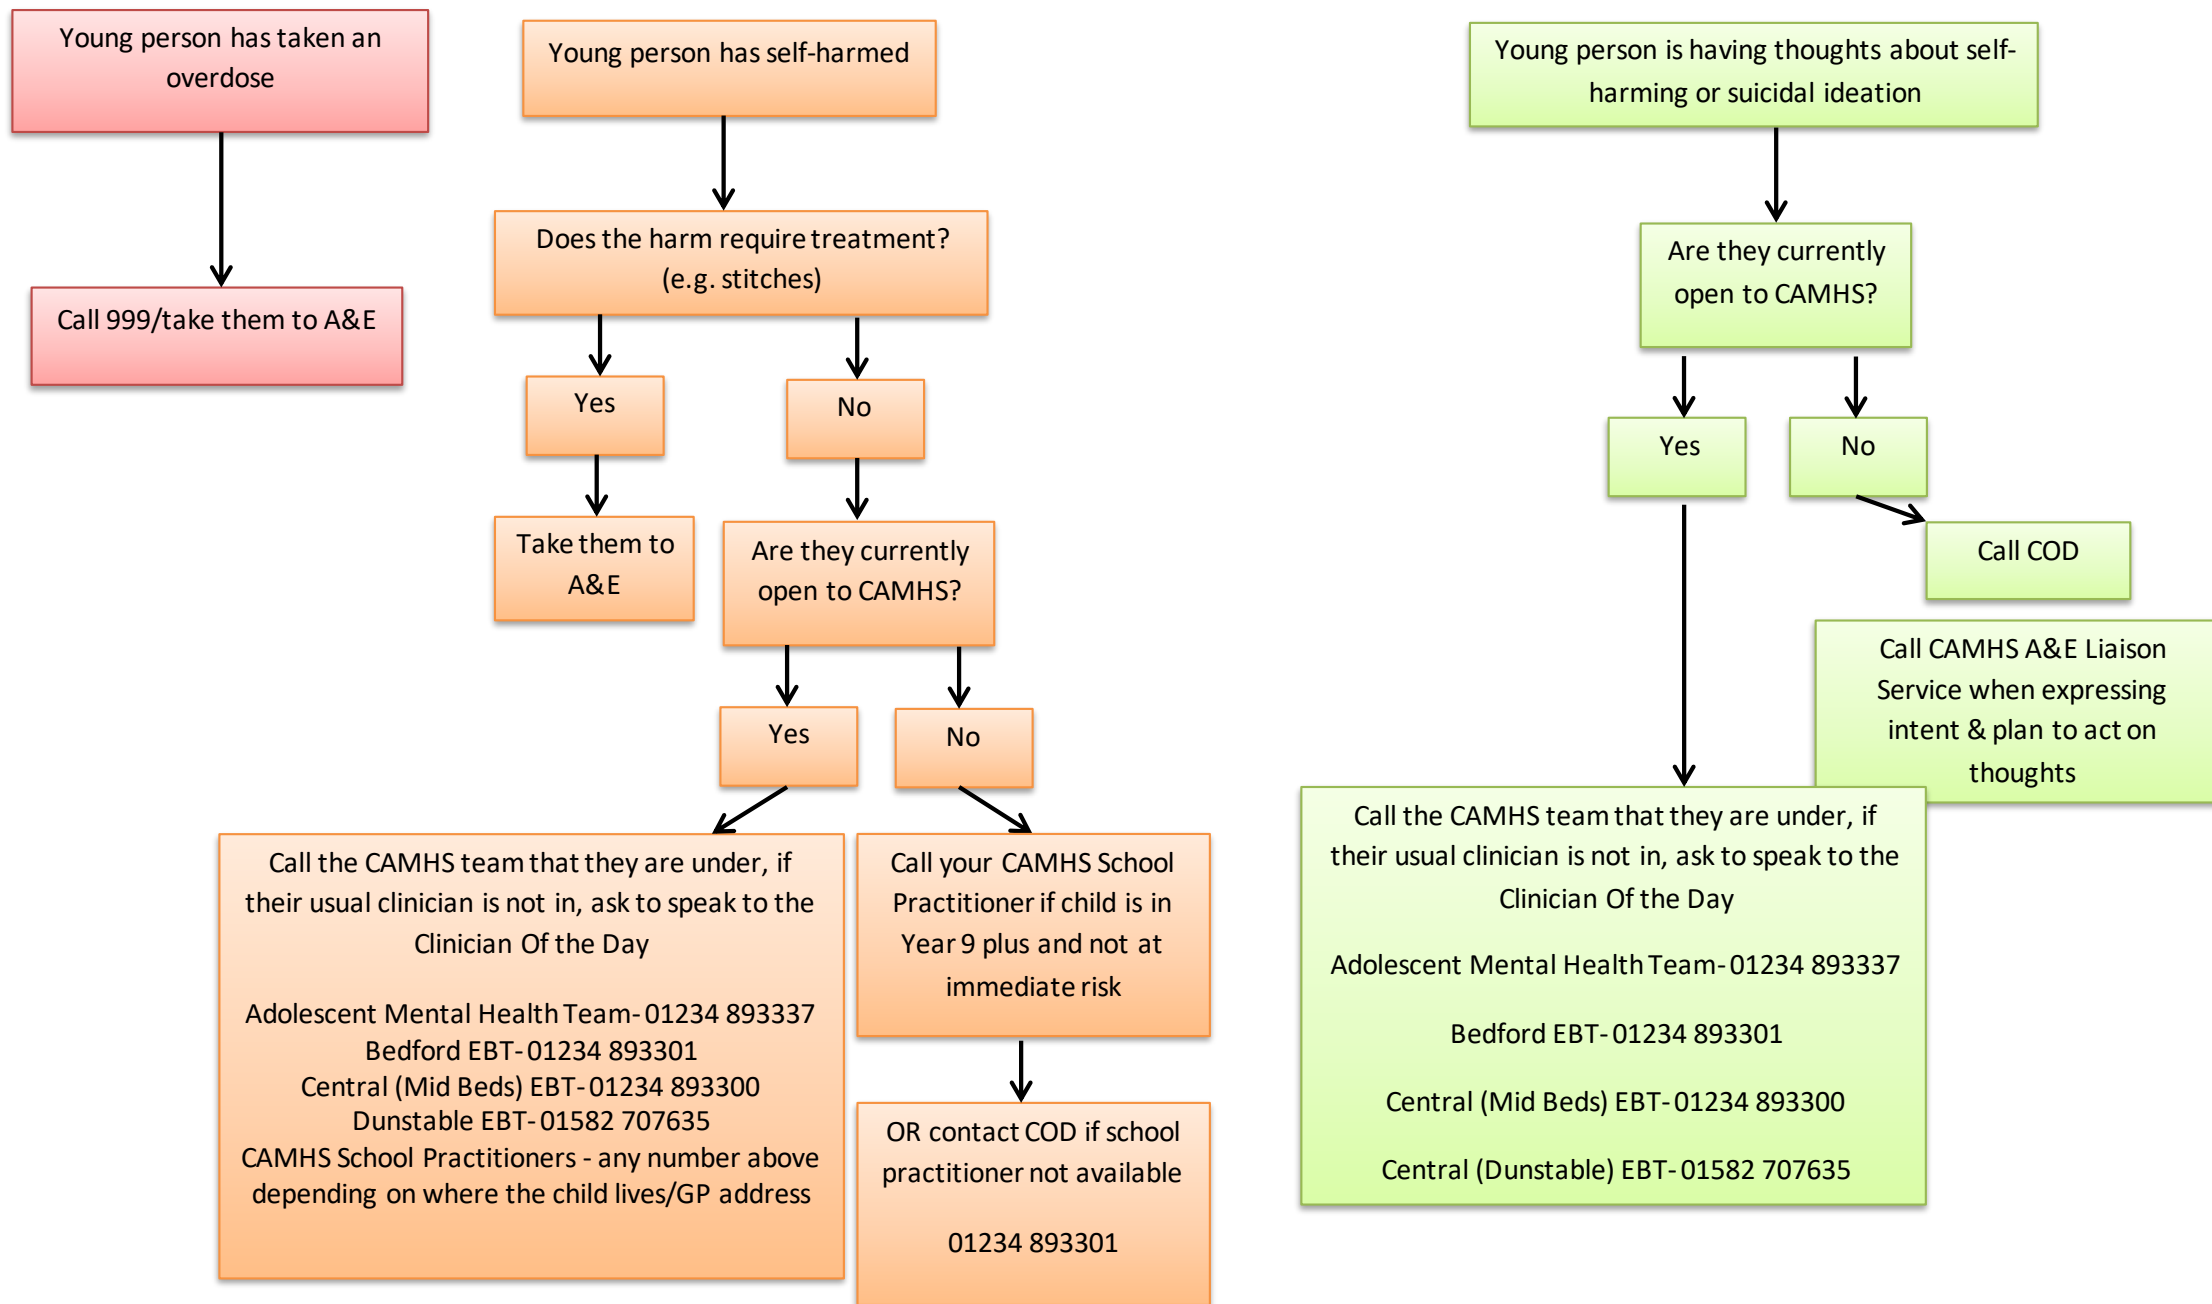 Young person has taken an
overdose
Call 999/take them to A&E
Young person has self-harmed
Does the harm require treatment?
(e.g. stitches)
Yes
No
Take them to
A&E
Are they currently
open to CAMHS?
Yes
No
Call the CAMHS team that they are under, if
their usual clinician is not in, ask to speak to the
Clinician Of the Day
Adolescent Mental Health Team- 01234 893337
Bedford EBT- 01234 893301
Central (Mid Beds) EBT- 01234 893300
Dunstable EBT- 01582 707635
CAMHS School Practitioners - any number above
depending on where the child lives/GP address
Call your CAMHS School
Practitioner if child is in
Year 9 plus and not at
immediate risk
OR contact COD if school
practitioner not available
01234 893301
Young person is having thoughts about self-
harming or suicidal ideation
Are they currently
open to CAMHS?
Yes
No
Call COD
Call CAMHS A&E Liaison
Service when expressing
intent & plan to act on
thoughts
Call the CAMHS team that they are under, if
their usual clinician is not in, ask to speak to the
Clinician Of the Day
Adolescent Mental Health Team- 01234 893337
Bedford EBT- 01234 893301
Central (Mid Beds) EBT- 01234 893300
Central (Dunstable) EBT- 01582 707635